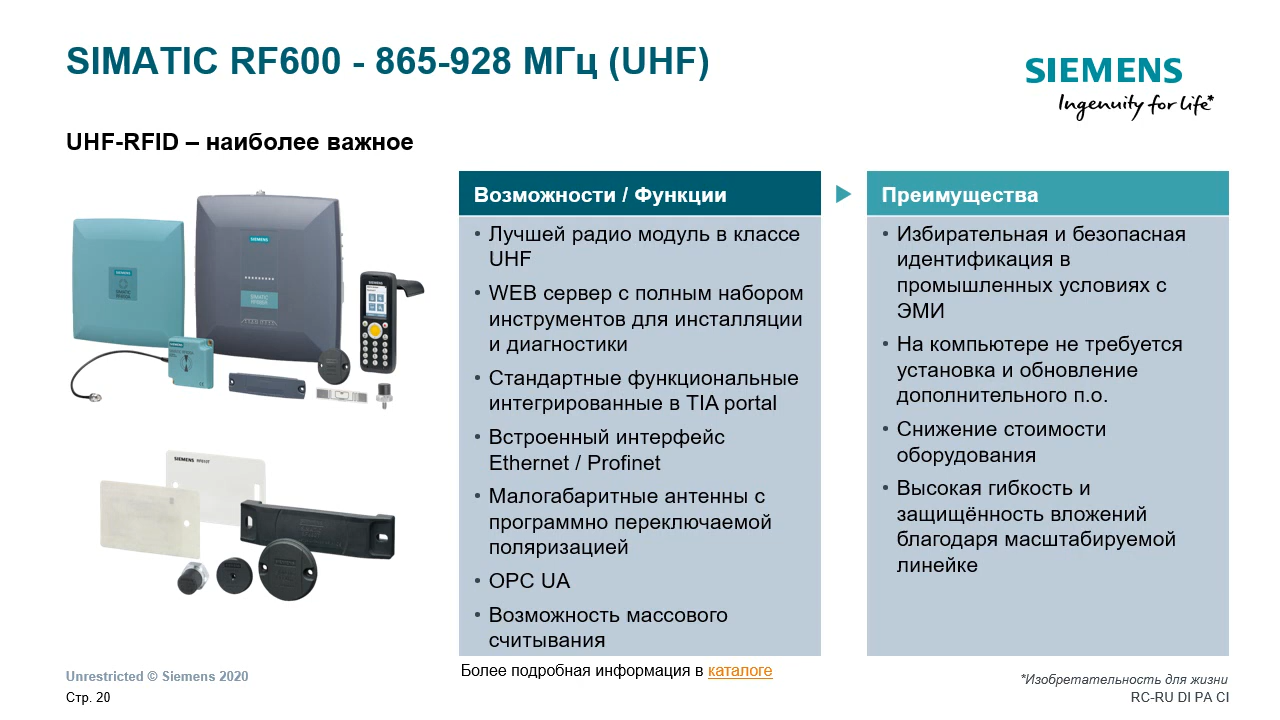 SIMATIC RF600 - 865-928 МГц (UHF)
SIEMENS
Ingenuity for life*
UHF-RFID – наиболее важное
Возможности / Функции
Лучшей радио модуль в классе
UHF
WEB сервер с полным набором
инструментов для инсталляции
и диагностики
Стандартные функциональные
интегрированные в TIA portal
Встроенный интерфейс
Ethernet / Profinet
Малогабаритные антенны с
программно переключаемой
поляризацией
OPC UA
Возможность массового
считывания
Более подробная информация в каталоге
Преимущества
Избирательная и безопасная
идентификация в
промышленных условиях с
ЭМИ
На компьютере не требуется
установка и обновление
дополнительного п.о.
Снижение стоимости
оборудования
Высокая гибкость и
защищённость вложений
благодаря масштабируемой
линейке
SIEMENS
SIEMENS
Unrestricted © Siemens 2020
Стр. 20
*Изобретательность для жизни
RC-RU DI PA CI